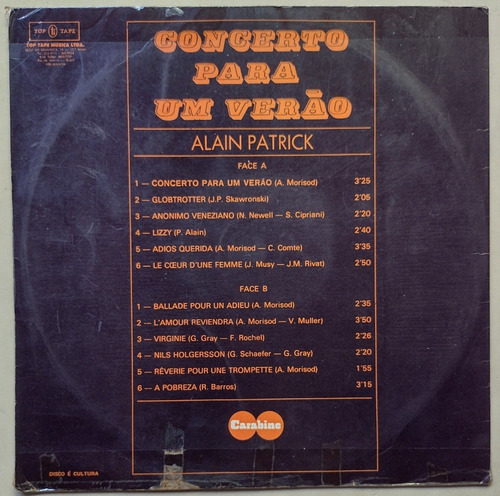 TOP TAPE
TOP TAPE MÚSICA LTDA.
CONCERTO
PARA
UM VERÃO
ALAIN PATRICK
FACE A
1 — CONCERTO PARA UM VERÃO (A. Morisod) 3'25
2 — GLOBTROTTER (J.P. Skawronski) 2'05
3 — ANONIMO VENEZIANO (N. Newell — S. Cipriani) 2'20
4 — LIZZY (P. Alain) 2'40
5 — ADIOS QUERIDA (A. Morisod — C. Comte) 3'35
6 — LE CŒUR D'UNE FEMME (J. Musy — J.M. Rivat) 2'50
FACE B
1 — BALLADE POUR UN ADIEU (A. Morisod) 2'35
2 — L'AMOUR REVIENDRA (A. Morisod — V. Muller) 3'50
3 — VIRGINIE (G. Gray — F. Rochel) 2'26
4 — NILS HOLGERSSON (G. Schaefer — G. Gray) 2'20
5 — RÊVERIE POUR UNE TROMPETTE (A. Morisod) 1'55
6 — A POBREZA (R. Barros) 3'15
Carabine
DISCO É CULTURA